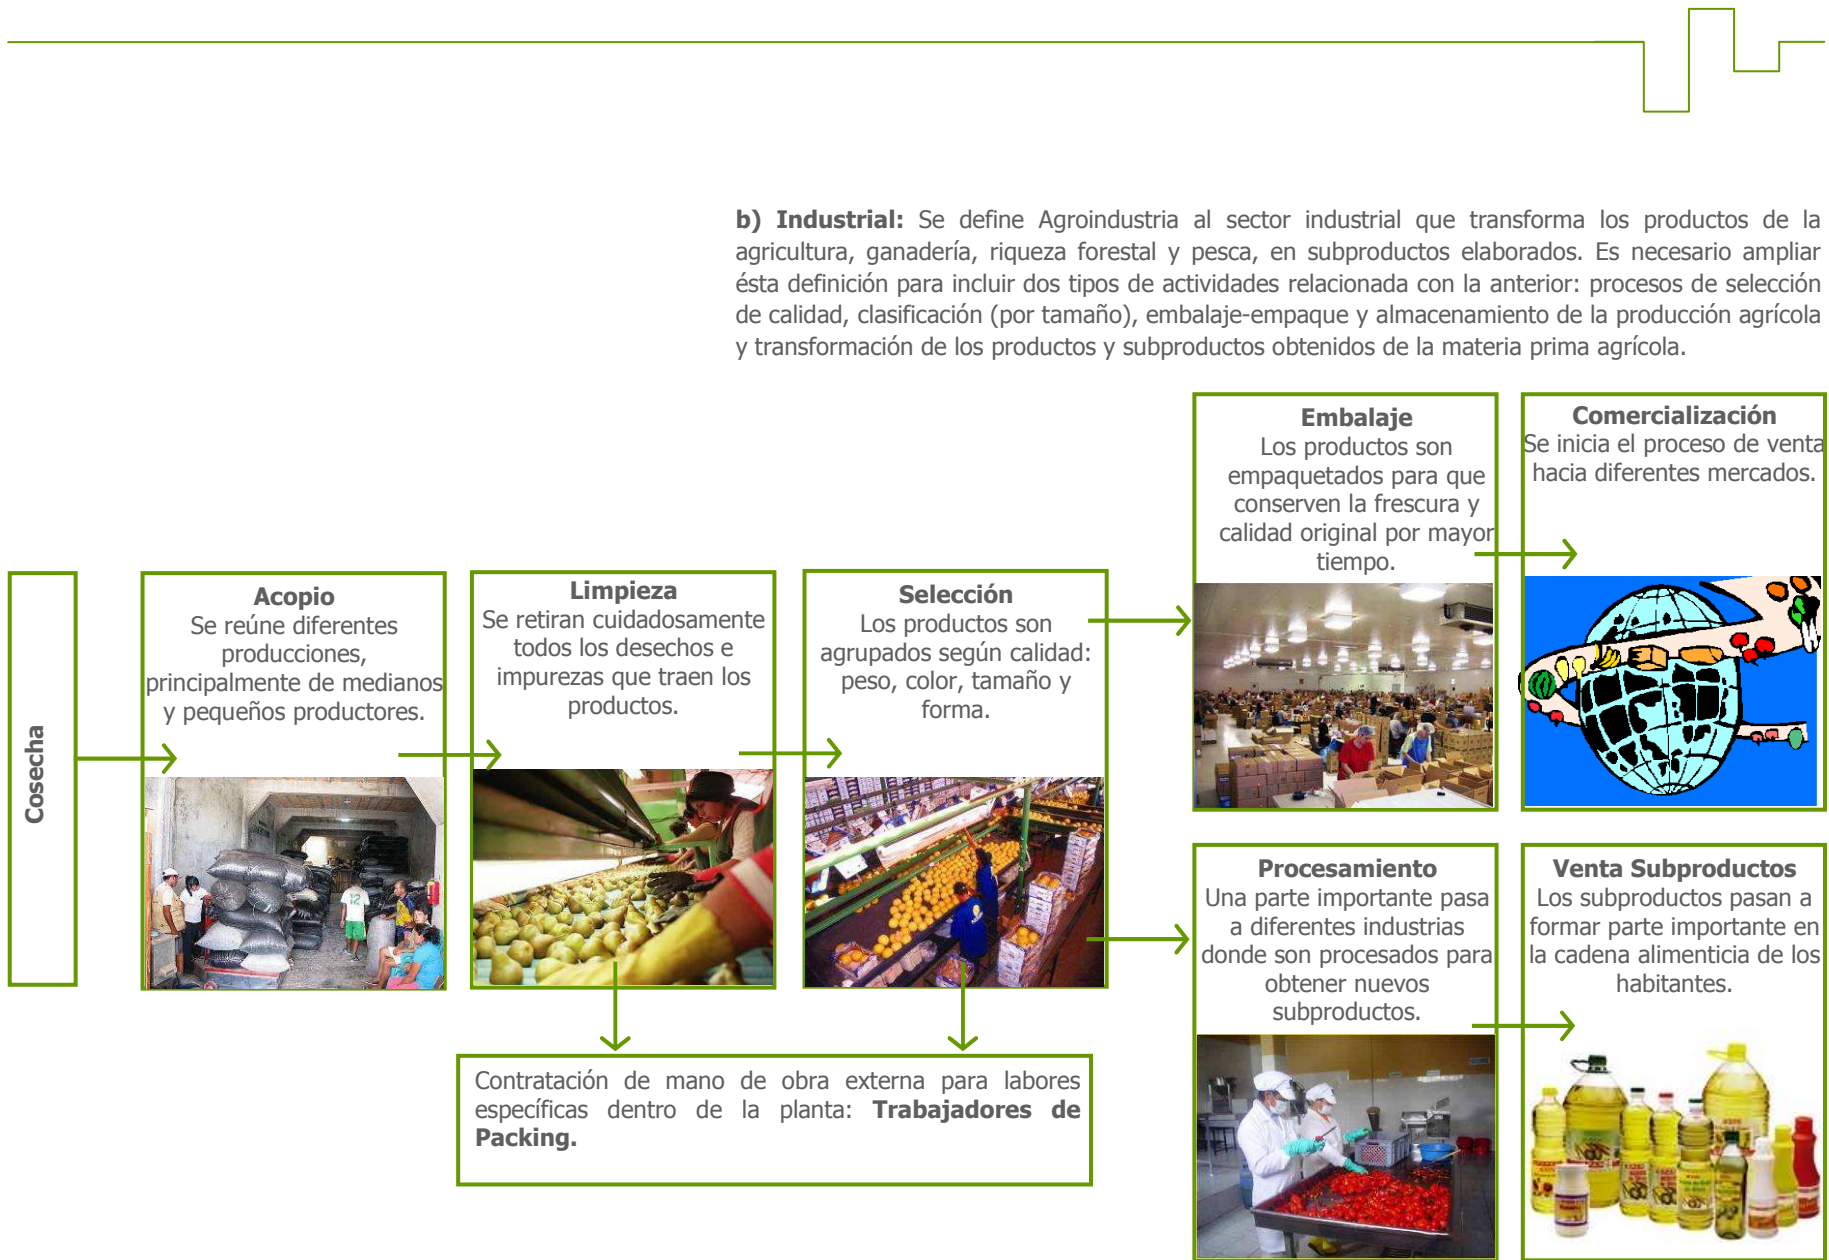 b) Industrial: Se define Agroindustria al sector industrial que transforma los productos de la
agricultura, ganadería, riqueza forestal y pesca, en subproductos elaborados. Es necesario ampliar
ésta definición para incluir dos tipos de actividades relacionada con la anterior: procesos de selección
de calidad, clasificación (por tamaño), embalaje-empaque y almacenamiento de la producción agrícola
y transformación de los productos y subproductos obtenidos de la materia prima agrícola.
Cosecha
Acopio
Se reúne diferentes
producciones,
principalmente de medianos
y pequeños productores.
12
Limpieza
Se retiran cuidadosamente
todos los desechos e
impurezas que traen los
productos.
Selección
Los productos son
agrupados según calidad:
peso, color, tamaño y
forma.
Embalaje
Los productos son
empaquetados para que
conserven la frescura y
calidad original por mayor
tiempo.
Comercialización
Se inicia el proceso de venta
hacia diferentes mercados.
Procesamiento
Una parte importante pasa
a diferentes industrias
donde son procesados para
obtener nuevos
subproductos.
Venta Subproductos
Los subproductos pasan a
formar parte importante en
la cadena alimenticia de los
habitantes.
Contratación de mano de obra externa para labores
específicas dentro de la planta: Trabajadores de
Packing.